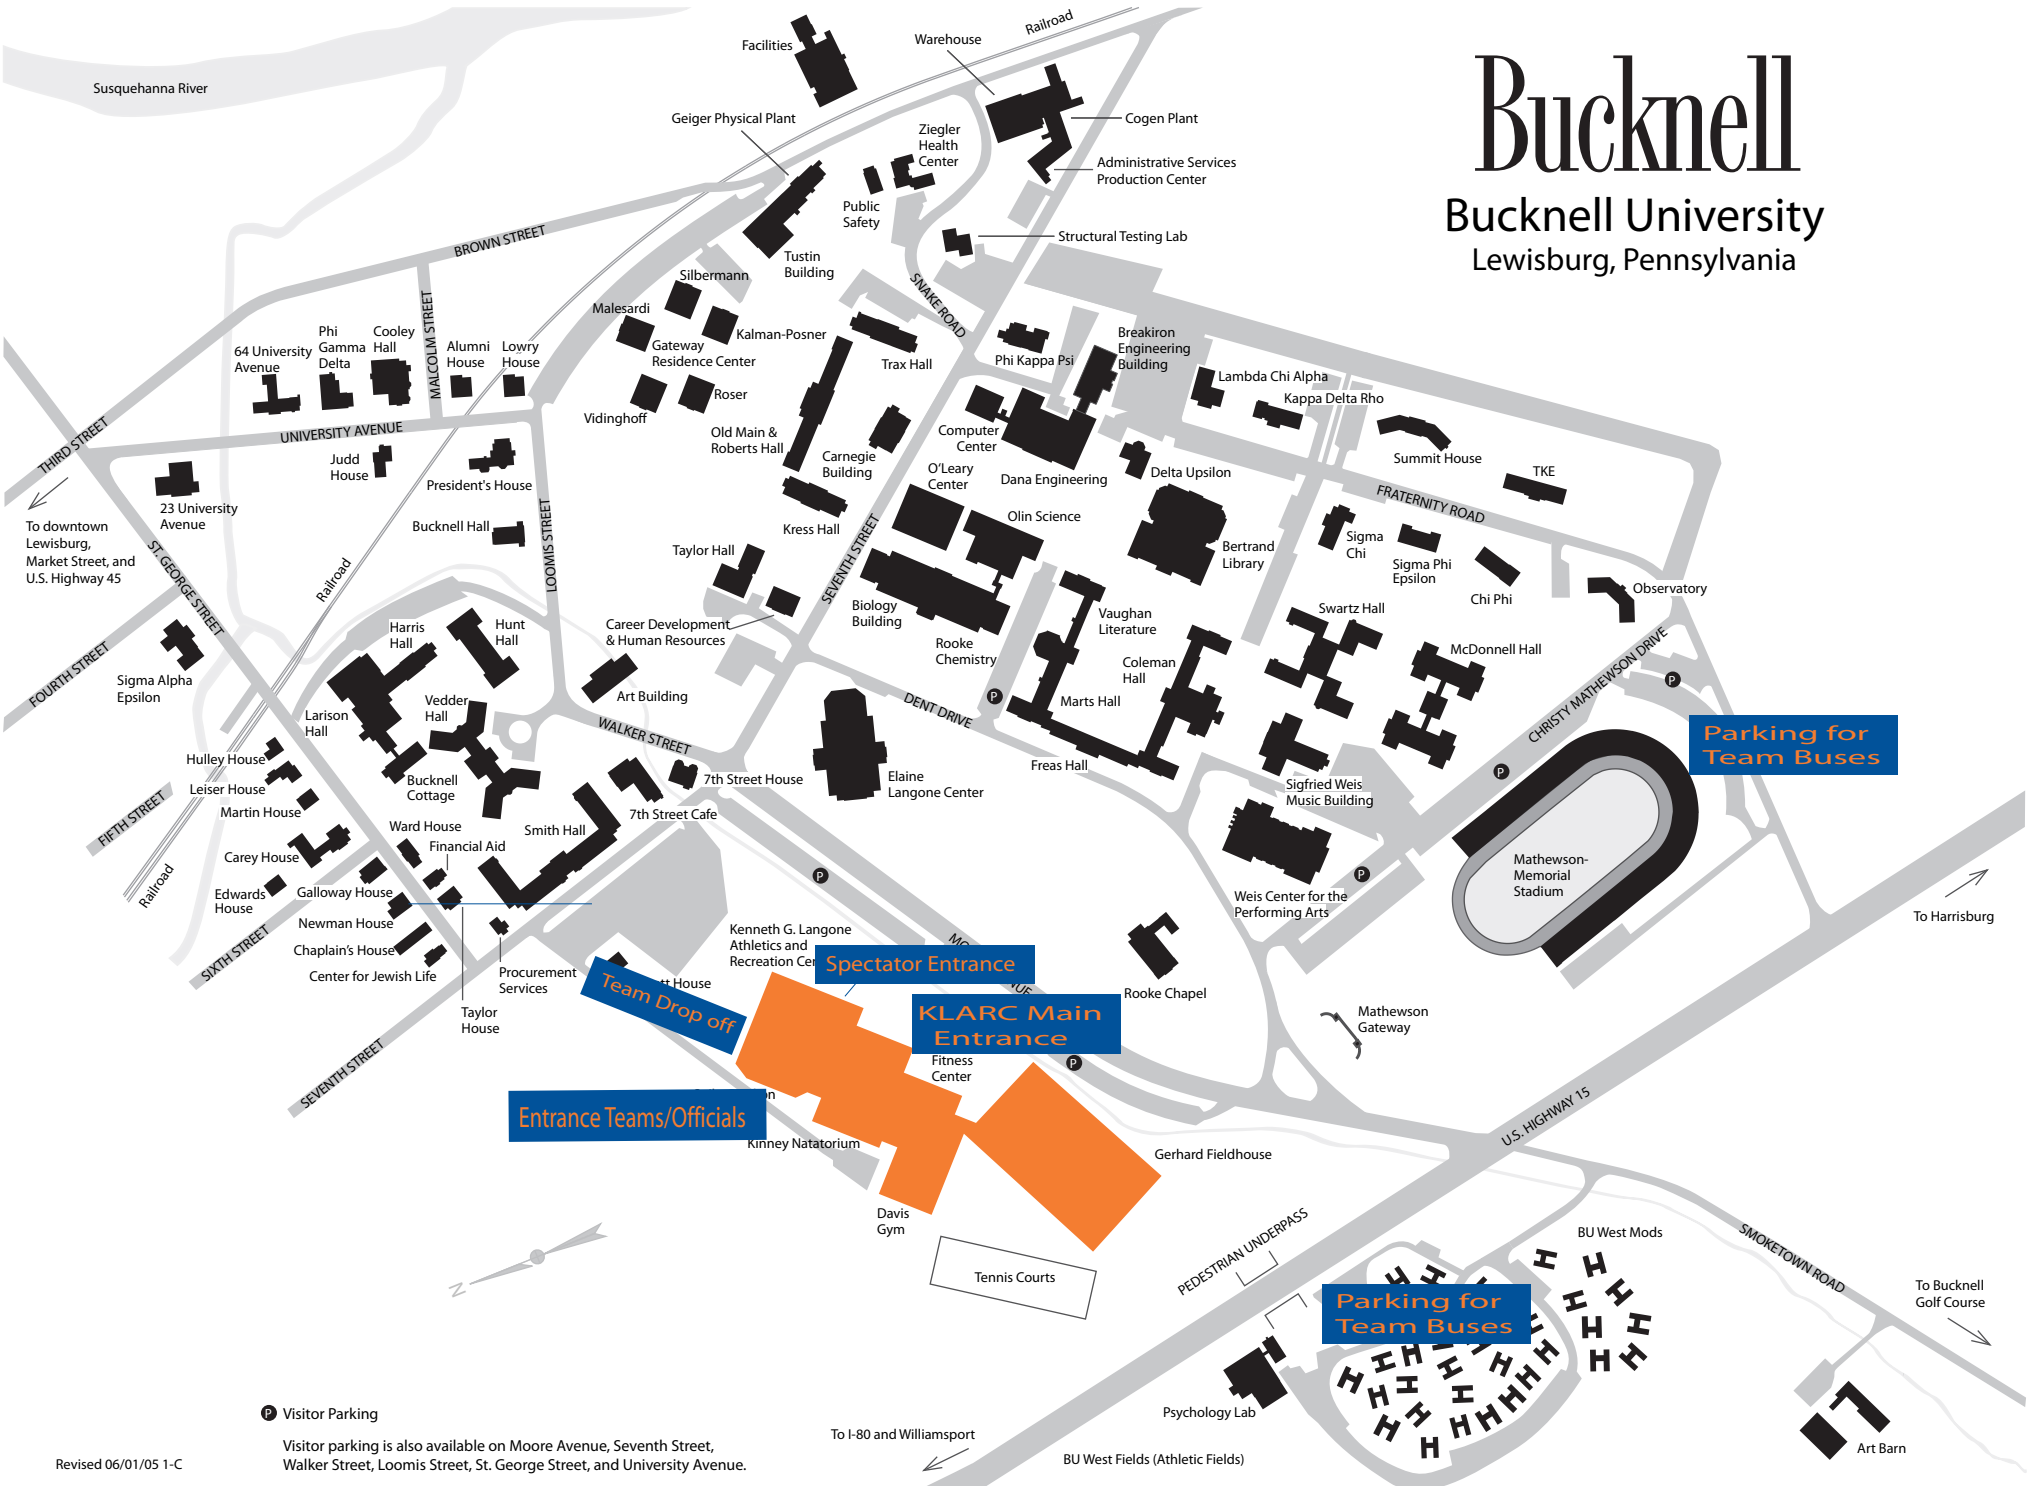 Bucknell
Bucknell University
Lewisburg, Pennsylvania
Susquehanna River
Facilities
Warehouse
Railroad
Geiger Physical Plant
Ziegler
Health
Center
Cogen Plant
Administrative Services
Production Center
Public
Safety
Structural Testing Lab
Tustin
Building
BROWN STREET
Silbermann
SNAKE ROAD
Malesardi
Kalman-Posner
Gateway
Residence Center
Trax Hall
Phi Kappa Psi
Breakiron
Engineering
Building
Lambda Chi Alpha
Kappa Delta Rho
64 University
Avenue
Phi
Gamma
Delta
Cooley
Hall
MALCOLM STREET
Alumni
House
Lowry
House
Roser
Vidinghoff
Old Main &
Roberts Hall
Carnegie
Building
Computer
Center
O'Leary
Center
Dana Engineering
Delta Upsilon
Summit House
TKE
THIRD STREET
UNIVERSITY AVENUE
Judd
House
President's House
23 University
Avenue
Bucknell Hall
Kress Hall
Olin Science
FRATERNITY ROAD
To downtown
Lewisburg,
Market Street, and
U.S. Highway 45
ST. GEORGE STREET
Railroad
LOOMIS STREET
Taylor Hall
SEVENTH STREET
Bertrand
Library
Sigma
Chi
Sigma Phi
Epsilon
Chi Phi
Observatory
Harris
Hall
Hunt
Hall
Career Development
& Human Resources
Biology
Building
Rooke
Chemistry
Vaughan
Literature
Swartz Hall
McDonnell Hall
FOURTH STREET
Sigma Alpha
Epsilon
Vedder
Hall
Art Building
Coleman
Hall
Marts Hall
P
P
CHRISTY MATHEWSON DRIVE
Larison
Hall
WALKER STREET
DENT DRIVE
Parking for
Team Buses
Hulley House
Leiser House
Martin House
Bucknell
Cottage
7th Street House
Elaine
Langone Center
Freas Hall
Sigfried Weis
Music Building
P
FIFTH STREET
Smith Hall
7th Street Cafe
Ward House
Financial Aid
Carey House
Edwards
House
Galloway House
Railroad
P
P
Mathewson-
Memorial
Stadium
Weis Center for the
Performing Arts
To Harrisburg
Newman House
Chaplain's House
Center for Jewish Life
SIXTH STREET
Procurement
Services
Taylor
House
Kenneth G. Langone
Athletics and
Recreation Cen
Spectator Entrance
Team Drop off
House
KLARC Main
Entrance
Rooke Chapel
Mathewson
Gateway
Fitness
Center
P
SEVENTH STREET
Entrance Teams/Officials
Kinney Natatorium
Gerhard Fieldhouse
U.S. HIGHWAY 15
Davis
Gym
N
Tennis Courts
PEDESTRIAN UNDERPASS
BU West Mods
SMOKETOWN ROAD
Parking for
Team Buses
To Bucknell
Golf Course
Psychology Lab
P Visitor Parking
To I-80 and Williamsport
BU West Fields (Athletic Fields)
Art Barn
Visitor parking is also available on Moore Avenue, Seventh Street,
Walker Street, Loomis Street, St. George Street, and University Avenue.
Revised 06/01/05 1-C